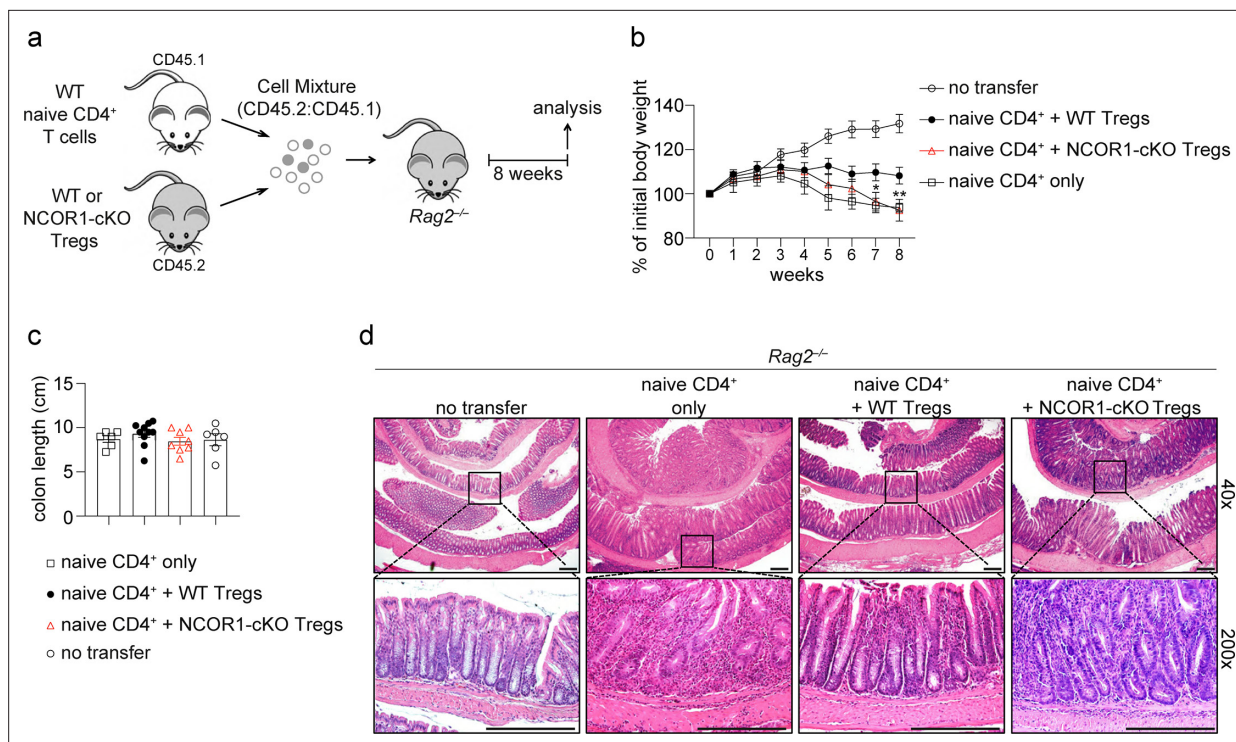 a
CD45.1
WT
naive CD4⁺
T cells
WT or
NCOR1-cKO
Tregs
CD45.2
Cell Mixture
(CD45.2:CD45.1)
Rag2⁻/⁻
analysis
8 weeks
b
% of initial body weight
140
120
100
80
0 1 2 3 4 5 6 7 8
weeks
*
**
no transfer
naive CD4⁺ + WT Tregs
naive CD4⁺ + NCOR1-cKO Tregs
naive CD4⁺ only
c
colon length (cm)
15
10
5
0
naive CD4⁺ only
naive CD4⁺ + WT Tregs
naive CD4⁺ + NCOR1-cKO Tregs
no transfer
d
Rag2⁻/⁻
no transfer
naive CD4⁺
only
naive CD4⁺
+ WT Tregs
naive CD4⁺
+ NCOR1-cKO Tregs
40x
200x